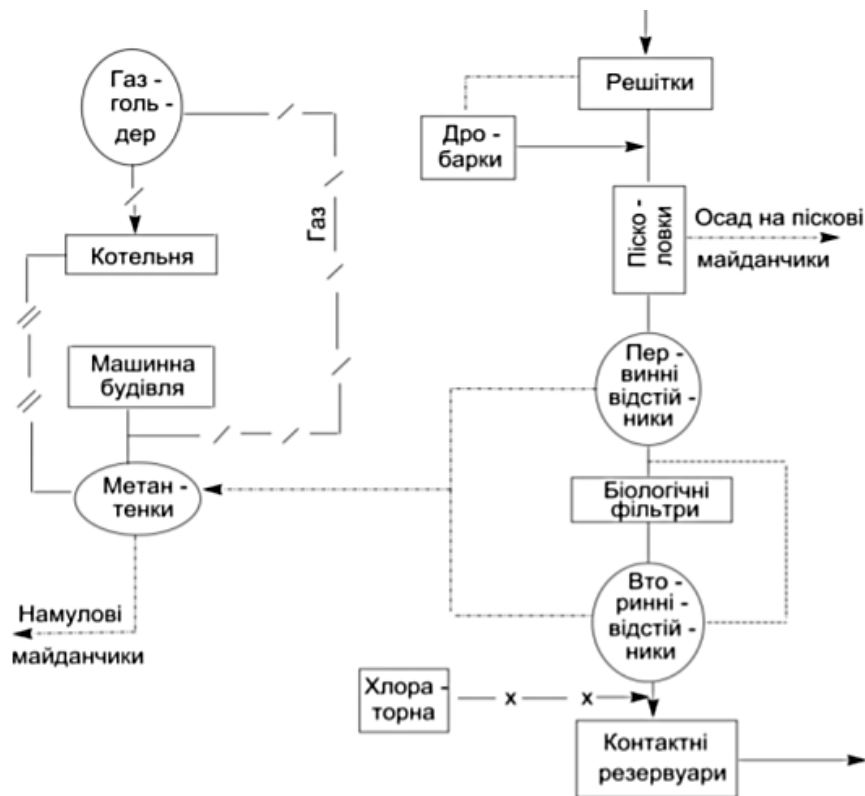 Газ -
голь -
дер
Решітки
Дро -
барки
Газ
Піско -
ловки
Осад на піскові
майданчики
Котельня
Машинна
будівля
Пер -
винні
відстій -
ники
Метан -
тенки
Біологічні
фільтри
Намулові
майданчики
Вто -
ринні -
відстій -
ники
Хлора -
торна
х х
Контактні
резервуари